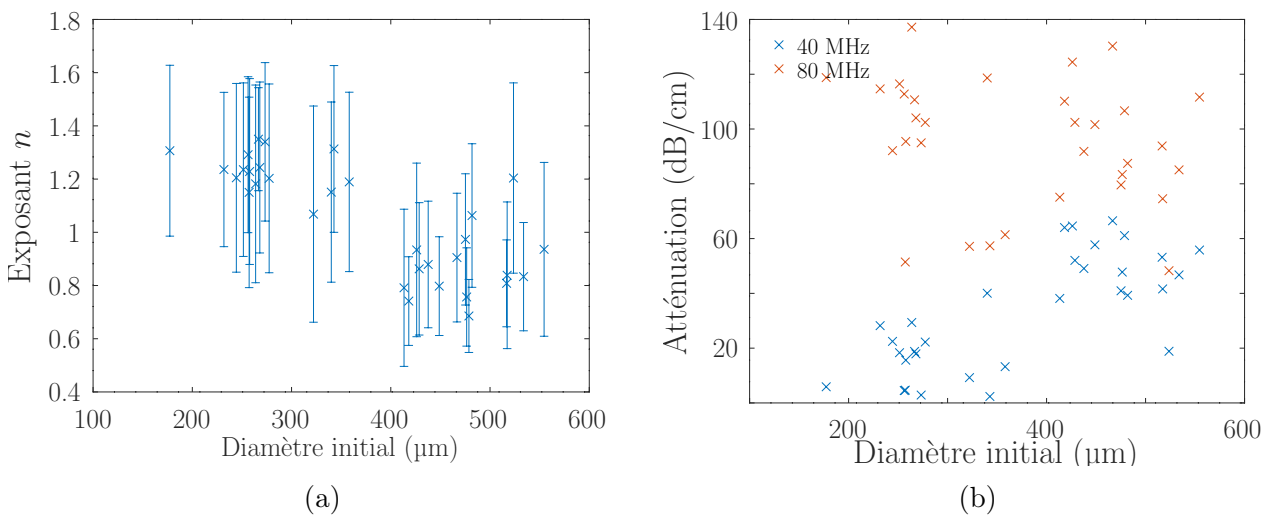 1.8
1.6
1.4
1.2
1
0.8
0.6
0.4
100 200 300 400 500 600
Exposant n
Diamètre initial (µm)
(a)
140
100
60
20
200 400 600
Atténuation (dB/cm)
Diamètre initial (µm)
40 MHz
80 MHz
(b)